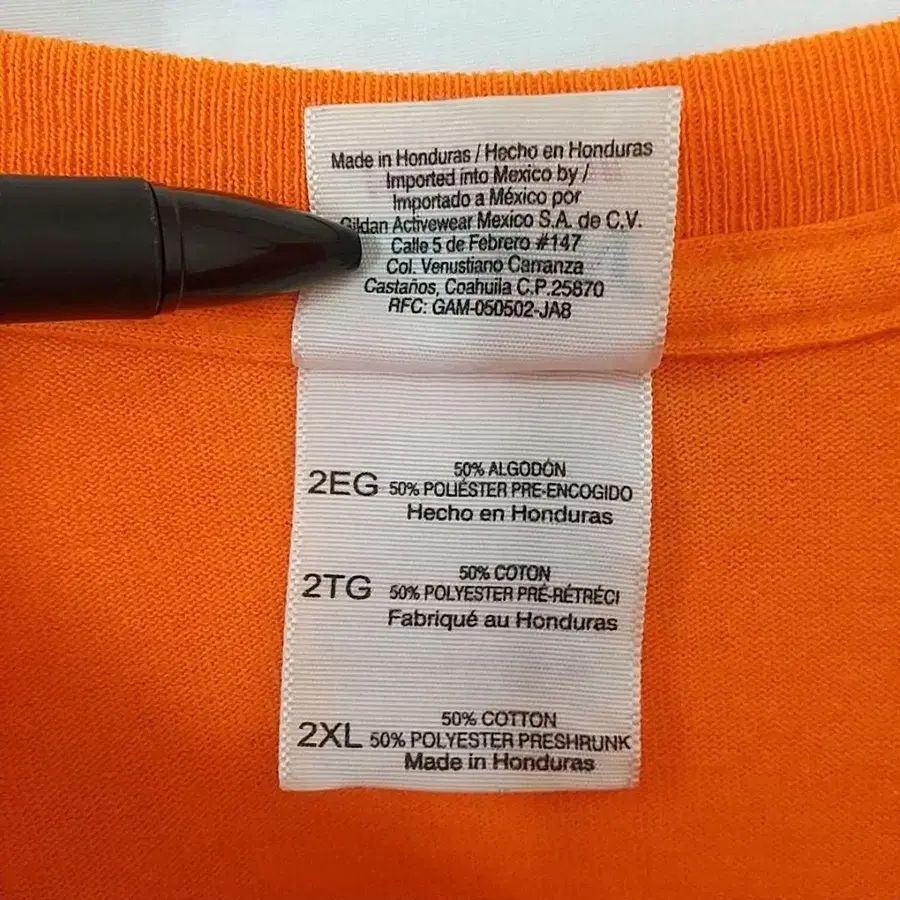 Made in Honduras / Hecho en Honduras
Imported into Mexico by /
Importado a México por
Gildan Activewear Mexico S.A. de C.V.
Calle 5 de Febrero #147
Col. Venustiano Carranza
Castaños, Coahuila C.P.25870
RFC: GAM-050502-JA8
2EG
50% ALGODÓN
50% POLIÉSTER PRE-ENCOGIDO
Hecho en Honduras
2TG
50% COTON
50% POLYESTER PRÉ-RÉTRÉCI
Fabriqué au Honduras
2XL
50% COTTON
50% POLYESTER PRESHRUNK
Made in Honduras